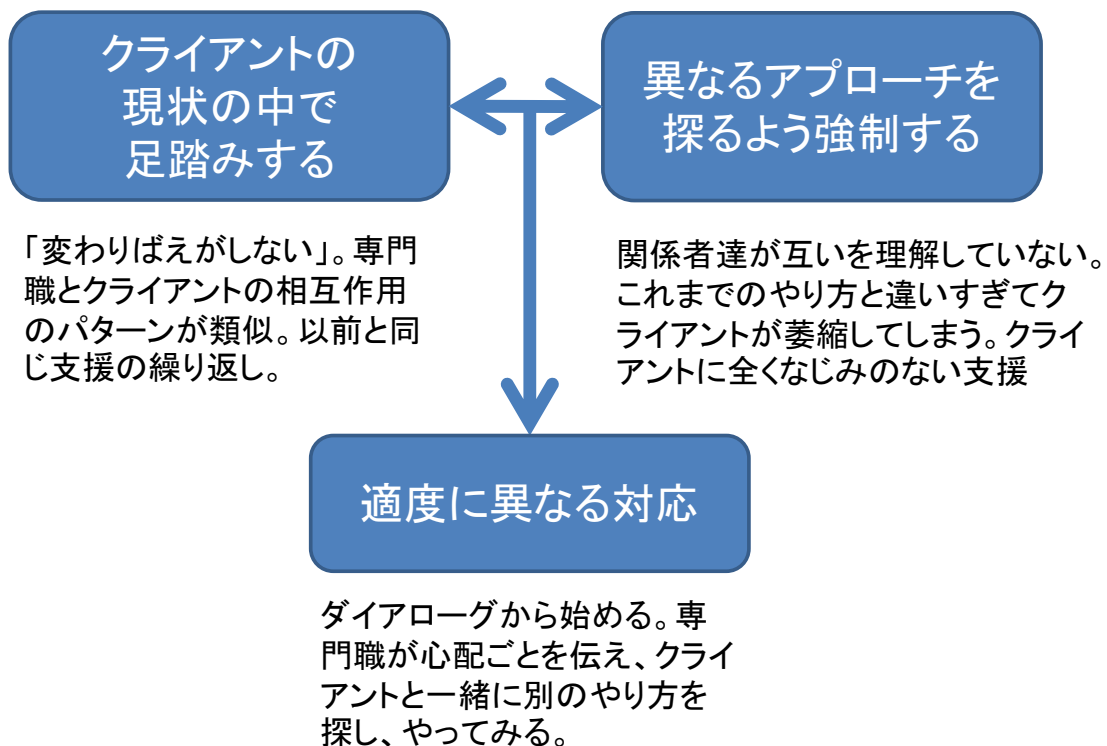 クライアントの
現状の中で
足踏みする
異なるアプローチを
探るよう強制する
「変わりばえがしない」。専門
職とクライアントの相互作用
のパターンが類似。以前と同
じ支援の繰り返し。
関係者達が互いを理解していない。
これまでのやり方と違いすぎてク
ライアントが萎縮してしまう。クライ
アントに全くなじみのない支援
適度に異なる対応
ダイアローグから始める。専
門職が心配ごとを伝え、クライ
アントと一緒に別のやり方を
探し、やってみる。